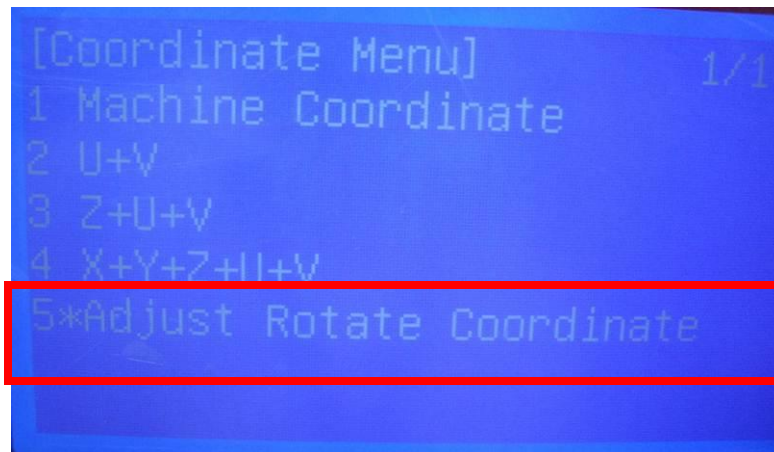 [Coordinate Menu] 1/1
1 Machine Coordinate
2 U+V
3 Z+U+V
4 X+Y+Z+U+V
5*Adjust Rotate Coordinate